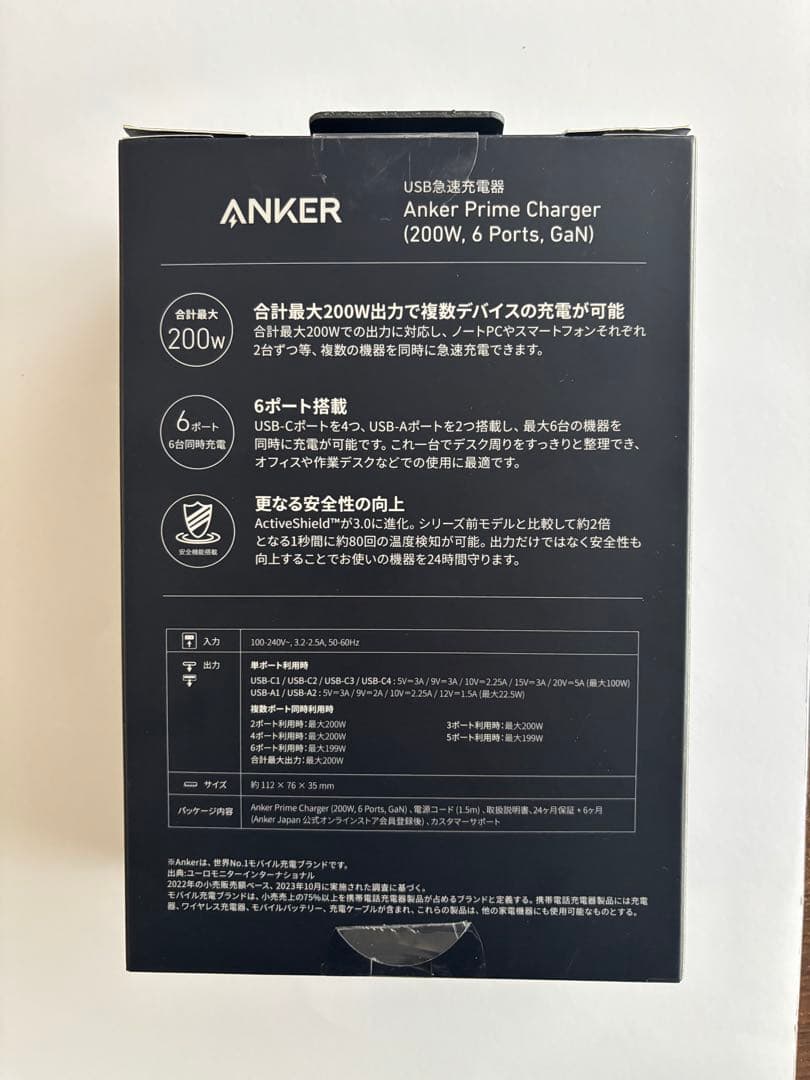 ANKER
USB急速充電器
Anker Prime Charger
(200W, 6 Ports, GaN)
合計最大
200w
合計最大200W出力で複数デバイスの充電が可能
合計最大200Wでの出力に対応し、ノートPCやスマートフォンそれぞれ
2台ずつ等、複数の機器を同時に急速充電できます。
6ポート
6台同時充電
6ポート搭載
USB-Cポートを4つ、USB-Aポートを2つ搭載し、最大6台の機器を
同時に充電が可能です。これ一台でデスク周りをすっきりと整理でき、
オフィスや作業デスクなどでの使用に最適です。
安全機能搭載
更なる安全性の向上
ActiveShield™が3.0に進化。シリーズ前モデルと比較して約2倍
となる1秒間に約80回の温度検知が可能。出力だけではなく安全性も
向上することでお使いの機器を24時間守ります。
入力
100-240V~, 3.2-2.5A, 50-60Hz
出力
単ポート利用時
USB-C1 / USB-C2 / USB-C3 / USB-C4 : 5V=3A / 9V=3A / 10V=2.25A / 15V=3A / 20V=5A (最大100W)
USB-A1 / USB-A2 : 5V=3A / 9V=2A / 10V=2.25A / 12V=1.5A (最大22.5W)
複数ポート同時利用時
2ポート利用時：最大200W 3ポート利用時：最大200W
4ポート利用時：最大200W 5ポート利用時：最大199W
6ポート利用時：最大199W
合計最大出力：最大200W
サイズ
約 112 × 76 × 35 mm
パッケージ内容
Anker Prime Charger (200W, 6 Ports, GaN) 、電源コード (1.5m) 、取扱説明書、24ヶ月保証 + 6ヶ月
(Anker Japan 公式オンラインストア会員登録後) 、カスタマーサポート
※Ankerは、世界No.1モバイル充電ブランドです。
出典:ユーロモニターインターナショナル
2022年の小売販売額ベース、2023年10月に実施された調査に基づく。
モバイル充電ブランドは、小売売上の75%以上を携帯電話充電器製品が占めるブランドと定義する。携帯電話充電器製品には充電
器、ワイヤレス充電器、モバイルバッテリー、充電ケーブルが含まれ、これらの製品は、他の家電機器にも使用可能なものとする。